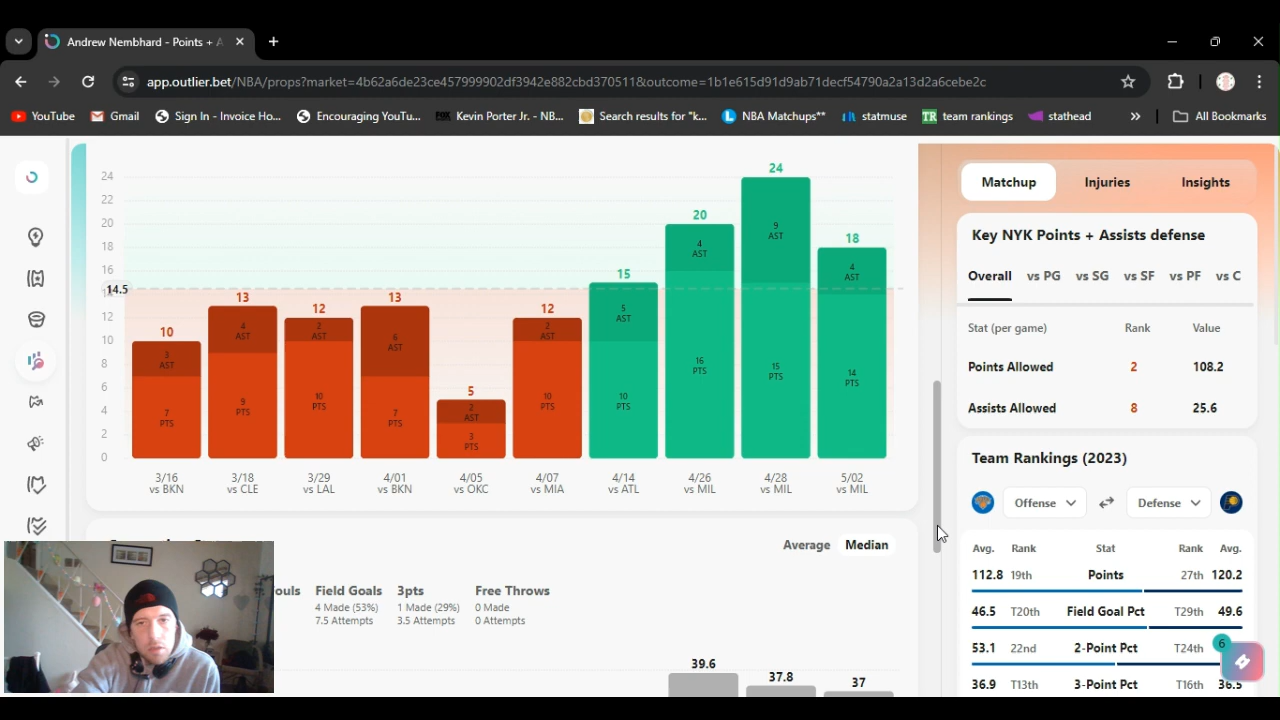 Andrew Nembhard - Points + A
app.outlier.bet/NBA/props?market=4b62a6de23ce457999902df3942e882cbd370511&outcome=1b1e615d91d9ab71decf54790a2a13d2a6cebe2c
YouTube Gmail Sign In - Invoice Ho... Encouraging YouTu... Kevin Porter Jr. - NB... Search results for "k... NBA Matchups** statmuse team rankings stathead All Bookmarks
24
22
20
18
16
14.5
12
10
8
6
4
2
0
10
3 AST
7 PTS
3/16 vs BKN
13
4 AST
9 PTS
3/18 vs CLE
12
2 AST
10 PTS
3/29 vs LAL
13
6 AST
7 PTS
4/01 vs BKN
5
2 AST
3 PTS
4/05 vs OKC
12
2 AST
10 PTS
4/07 vs MIA
15
5 AST
10 PTS
4/14 vs ATL
20
4 AST
16 PTS
4/26 vs MIL
24
9 AST
15 PTS
4/28 vs MIL
18
4 AST
14 PTS
5/02 vs MIL
Average Median
ouls Field Goals 3pts Free Throws
4 Made (53%) 1 Made (29%) 0 Made
7.5 Attempts 3.5 Attempts 0 Attempts
39.6 37.8 37
Matchup Injuries Insights
Key NYK Points + Assists defense
Overall vs PG vs SG vs SF vs PF vs C
Stat (per game) Rank Value
Points Allowed 2 108.2
Assists Allowed 8 25.6
Team Rankings (2023)
Offense Defense
Avg. Rank Stat Rank Avg.
112.8 19th Points 27th 120.2
46.5 T20th Field Goal Pct T29th 49.6
53.1 22nd 2-Point Pct T24th
36.9 T13th 3-Point Pct T16th 36.5
6